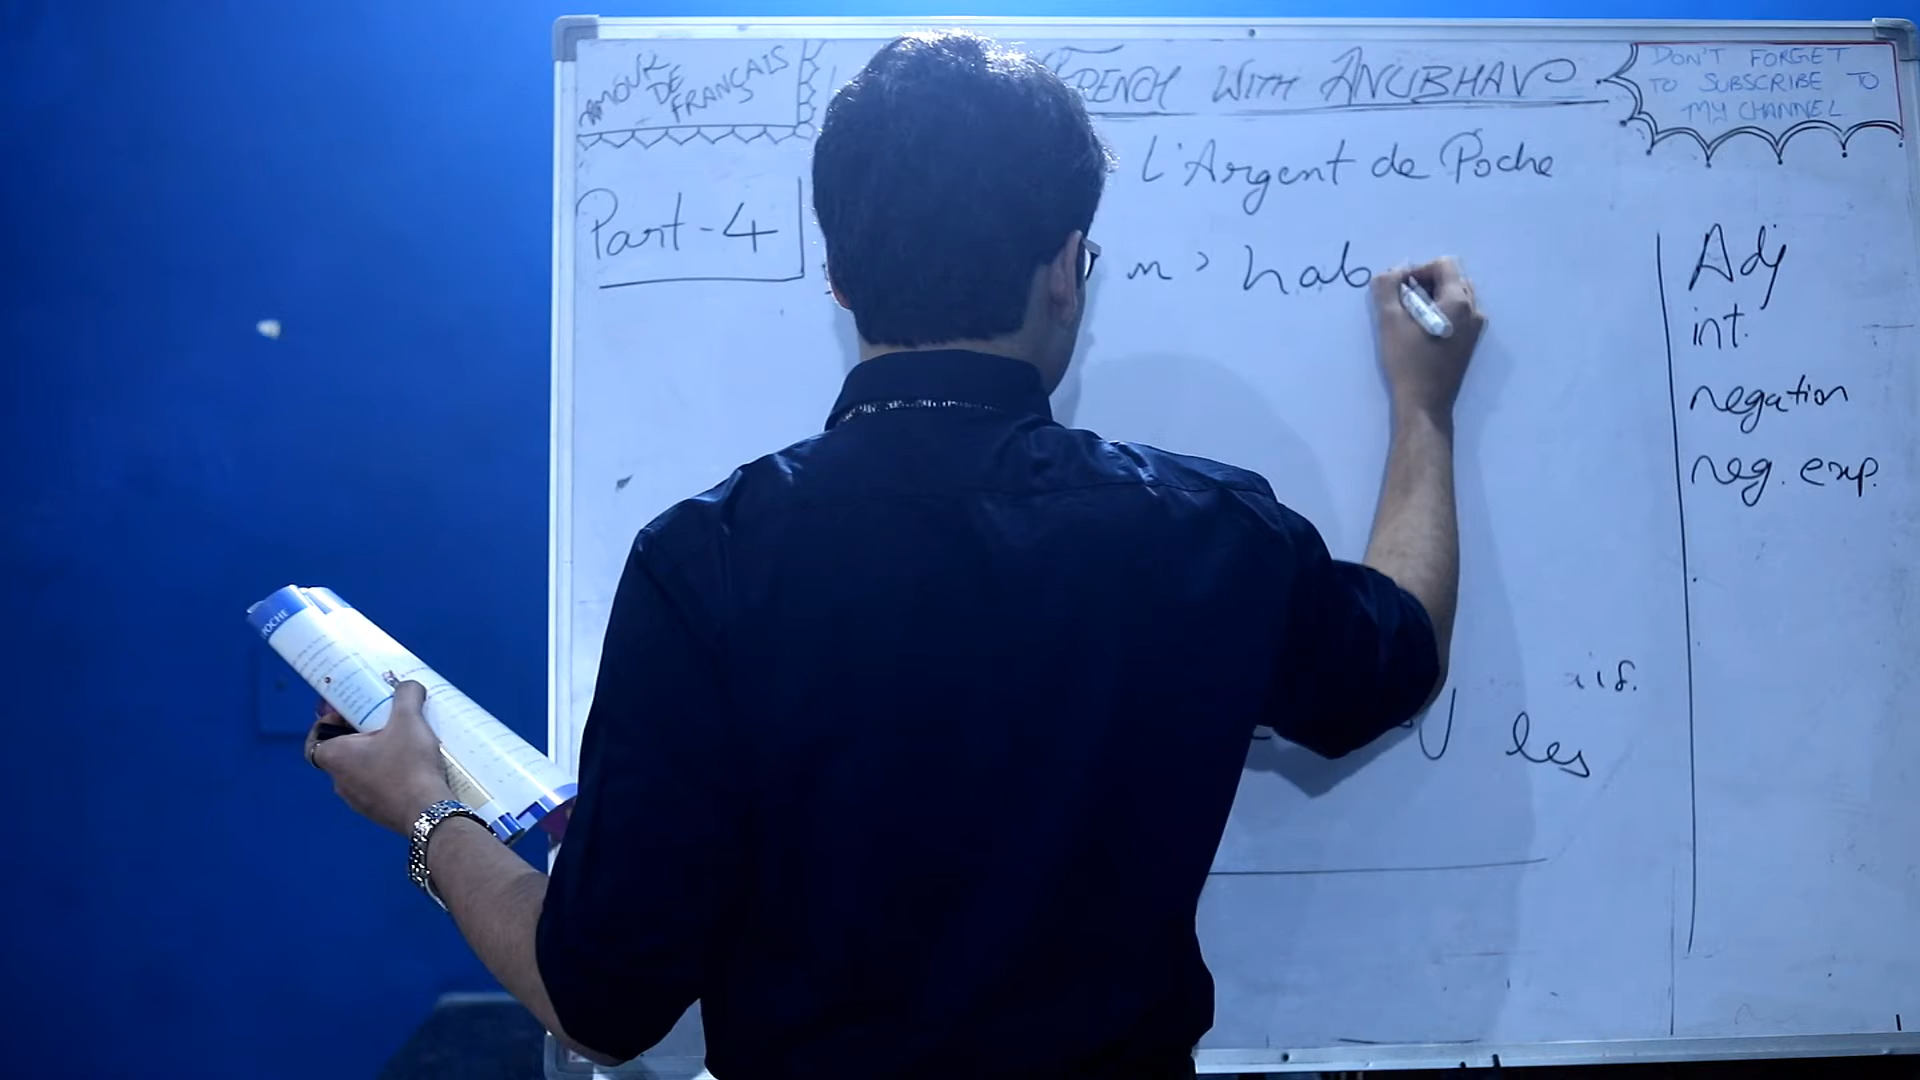 AMOUR
DE
FRANÇAIS
FRENCH WITH ANUBHAV
DON'T FORGET
TO SUBSCRIBE TO
MY CHANNEL
L'Argent de Poche
Part-4
hab
Adj
int.
negation
neg. exp.
les
POCHE